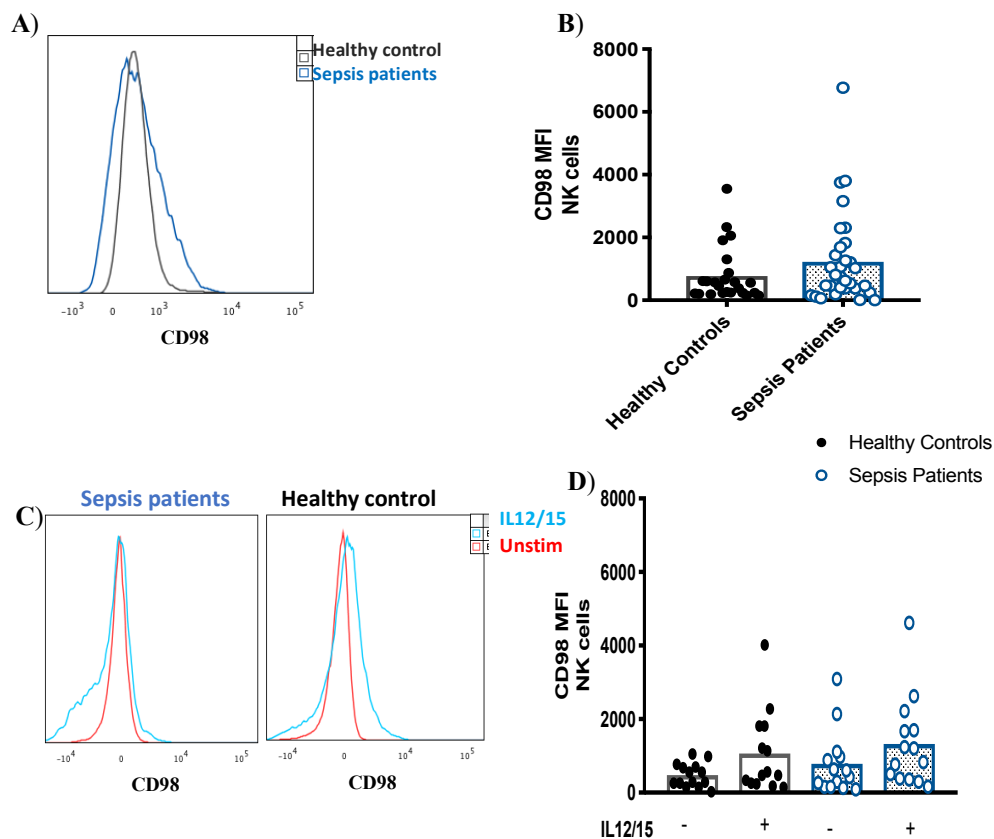 A)
Healthy control
Sepsis patients
-10³ 0 10³ 10⁴ 10⁵
CD98
B)
CD98 MFI
NK cells
8000
6000
4000
2000
0
Healthy Controls
Sepsis Patients
Healthy Controls
Sepsis Patients
C)
Sepsis patients
Healthy control
IL12/15
Unstim
-10⁴ 0 10⁴ 10⁵
CD98
-10⁴ 0 10⁴ 10⁵
CD98
D)
CD98 MFI
NK cells
8000
6000
4000
2000
0
IL12/15 - + - +